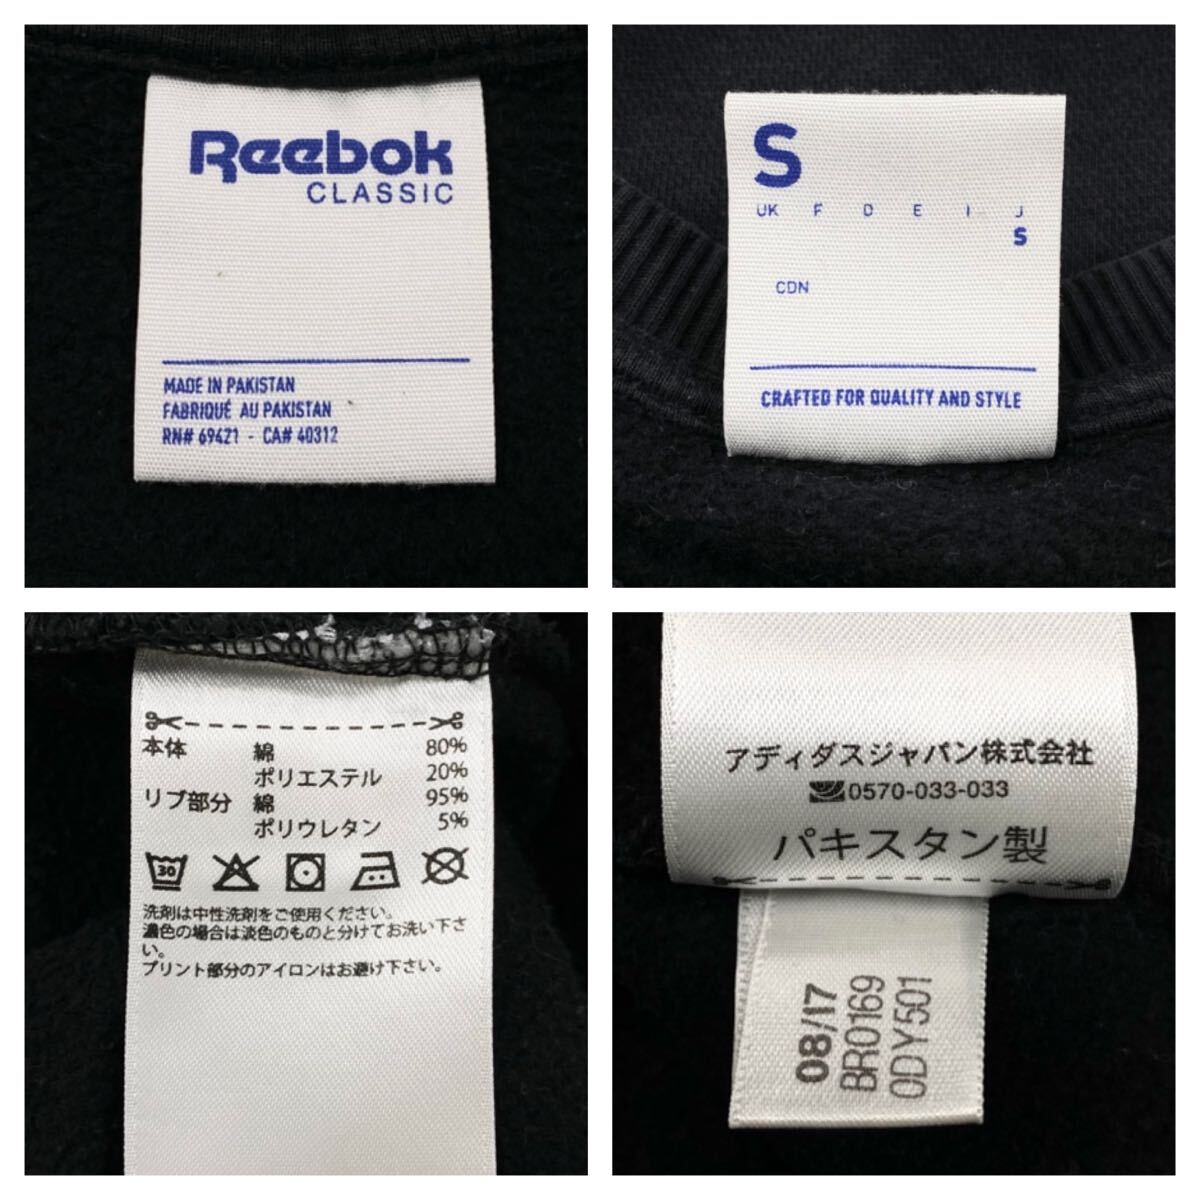 Reebok
CLASSIC
MADE IN PAKISTAN
FABRIQUÉ AU PAKISTAN
RN# 69421 - CA# 40312
S
UK F D E I J
S
CDN
CRAFTED FOR QUALITY AND STYLE
本体 綿 80%
ポリエステル 20%
リブ部分 綿 95%
ポリウレタン 5%
30
洗剤は中性洗剤をご使用ください。
濃色の場合は淡色のものと分けてお洗い下さ
い。
プリント部分のアイロンはお避け下さい。
アディダスジャパン株式会社
0570-033-033
パキスタン製
08/17
BR0169
0DY501